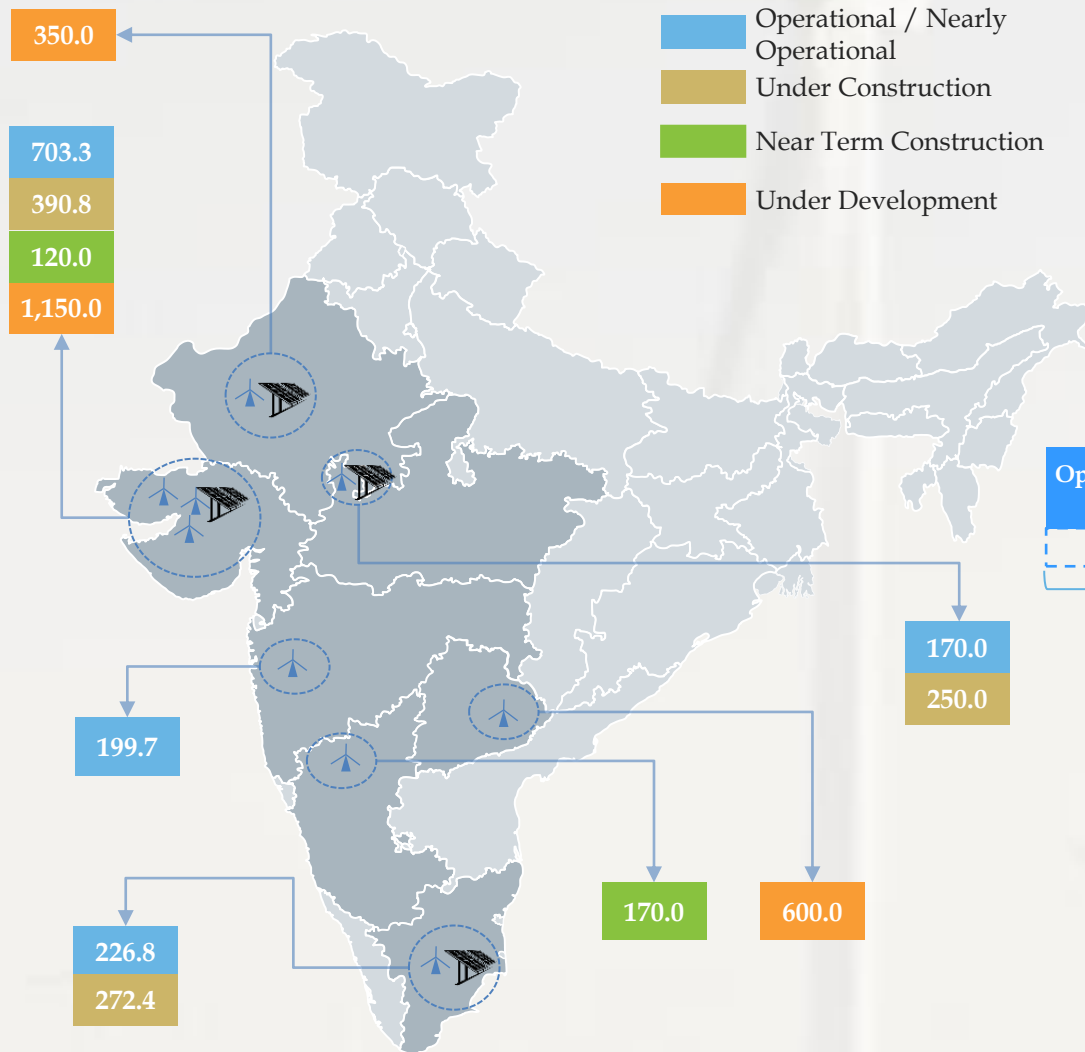 350.0
Operational / Nearly
Operational
Under Construction
Near Term Construction
Under Development
703.3
390.8
120.0
1,150.0
170.0
250.0
199.7
170.0
600.0
226.8
272.4